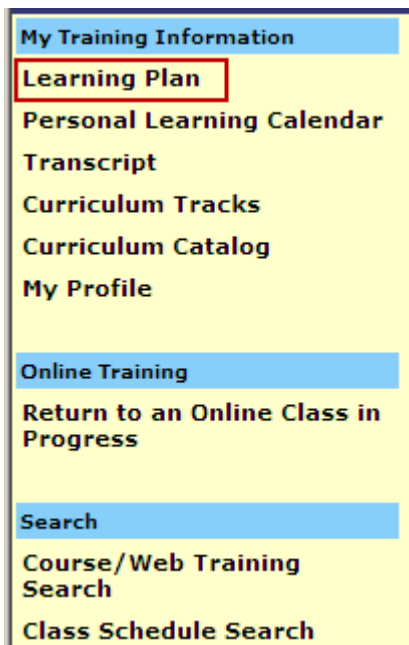 My Training Information
Learning Plan
Personal Learning Calendar
Transcript
Curriculum Tracks
Curriculum Catalog
My Profile
Online Training
Return to an Online Class in
Progress
Search
Course/Web Training
Search
Class Schedule Search